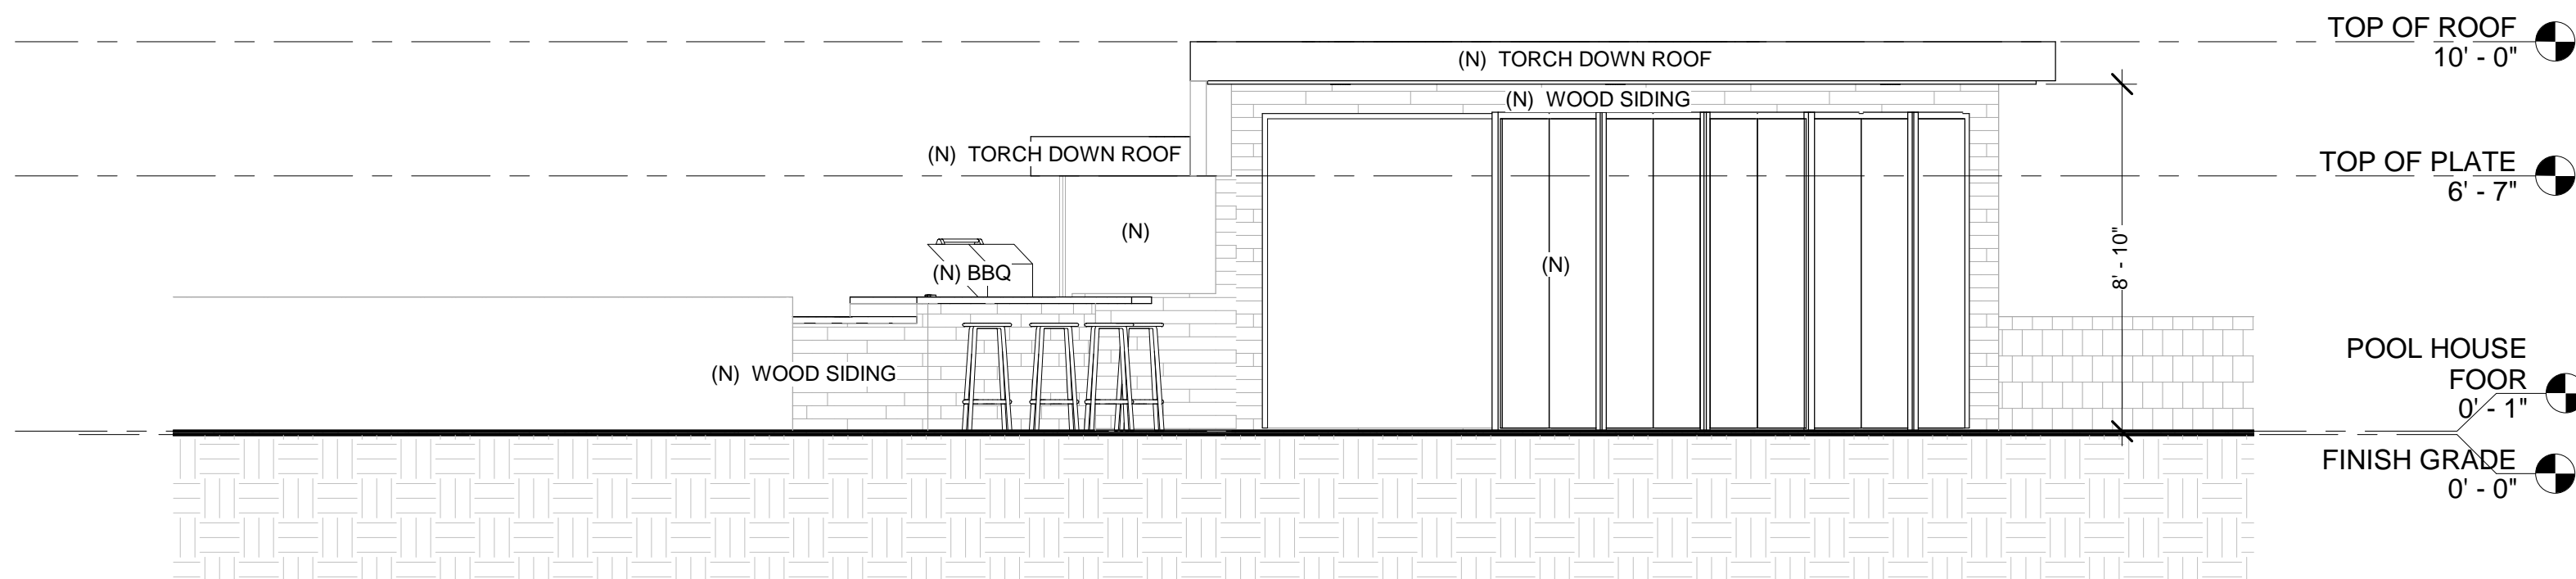 TOP OF ROOF
10' - 0"
(N)  TORCH DOWN ROOF
(N)  WOOD SIDING
(N)  TORCH DOWN ROOF
TOP OF PLATE
6' - 7"
(N)
(N)
(N) BBQ
8' - 10"
(N)  WOOD SIDING
POOL HOUSE
FOOR
0' - 1"
FINISH GRADE
0' - 0"